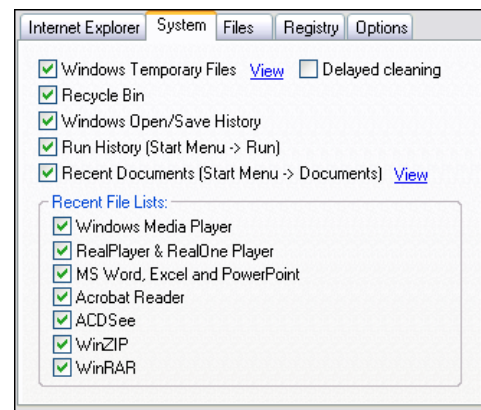 Internet Explorer System Files Registry Options
Windows Temporary Files View Delayed cleaning
Recycle Bin
Windows Open/Save History
Run History (Start Menu -> Run)
Recent Documents (Start Menu -> Documents) View
Recent File Lists:
Windows Media Player
RealPlayer & RealOne Player
MS Word, Excel and PowerPoint
Acrobat Reader
ACDSee
WinZIP
WinRAR